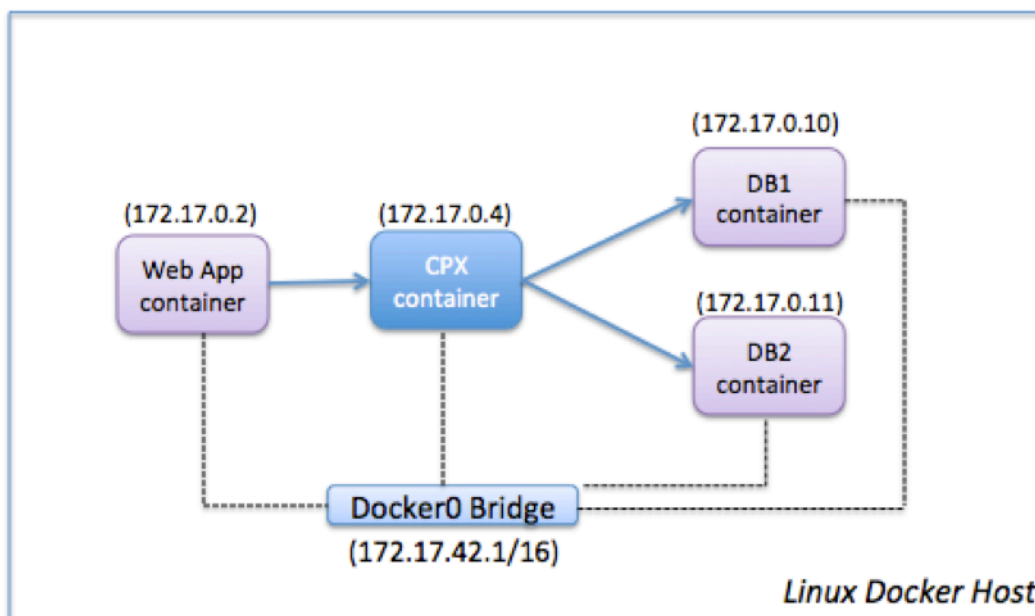 (172.17.0.10)
DB1
container
(172.17.0.2)
(172.17.0.4)
Web App
container
CPX
container
(172.17.0.11)
DB2
container
Docker0 Bridge
(172.17.42.1/16)
Linux Docker Host